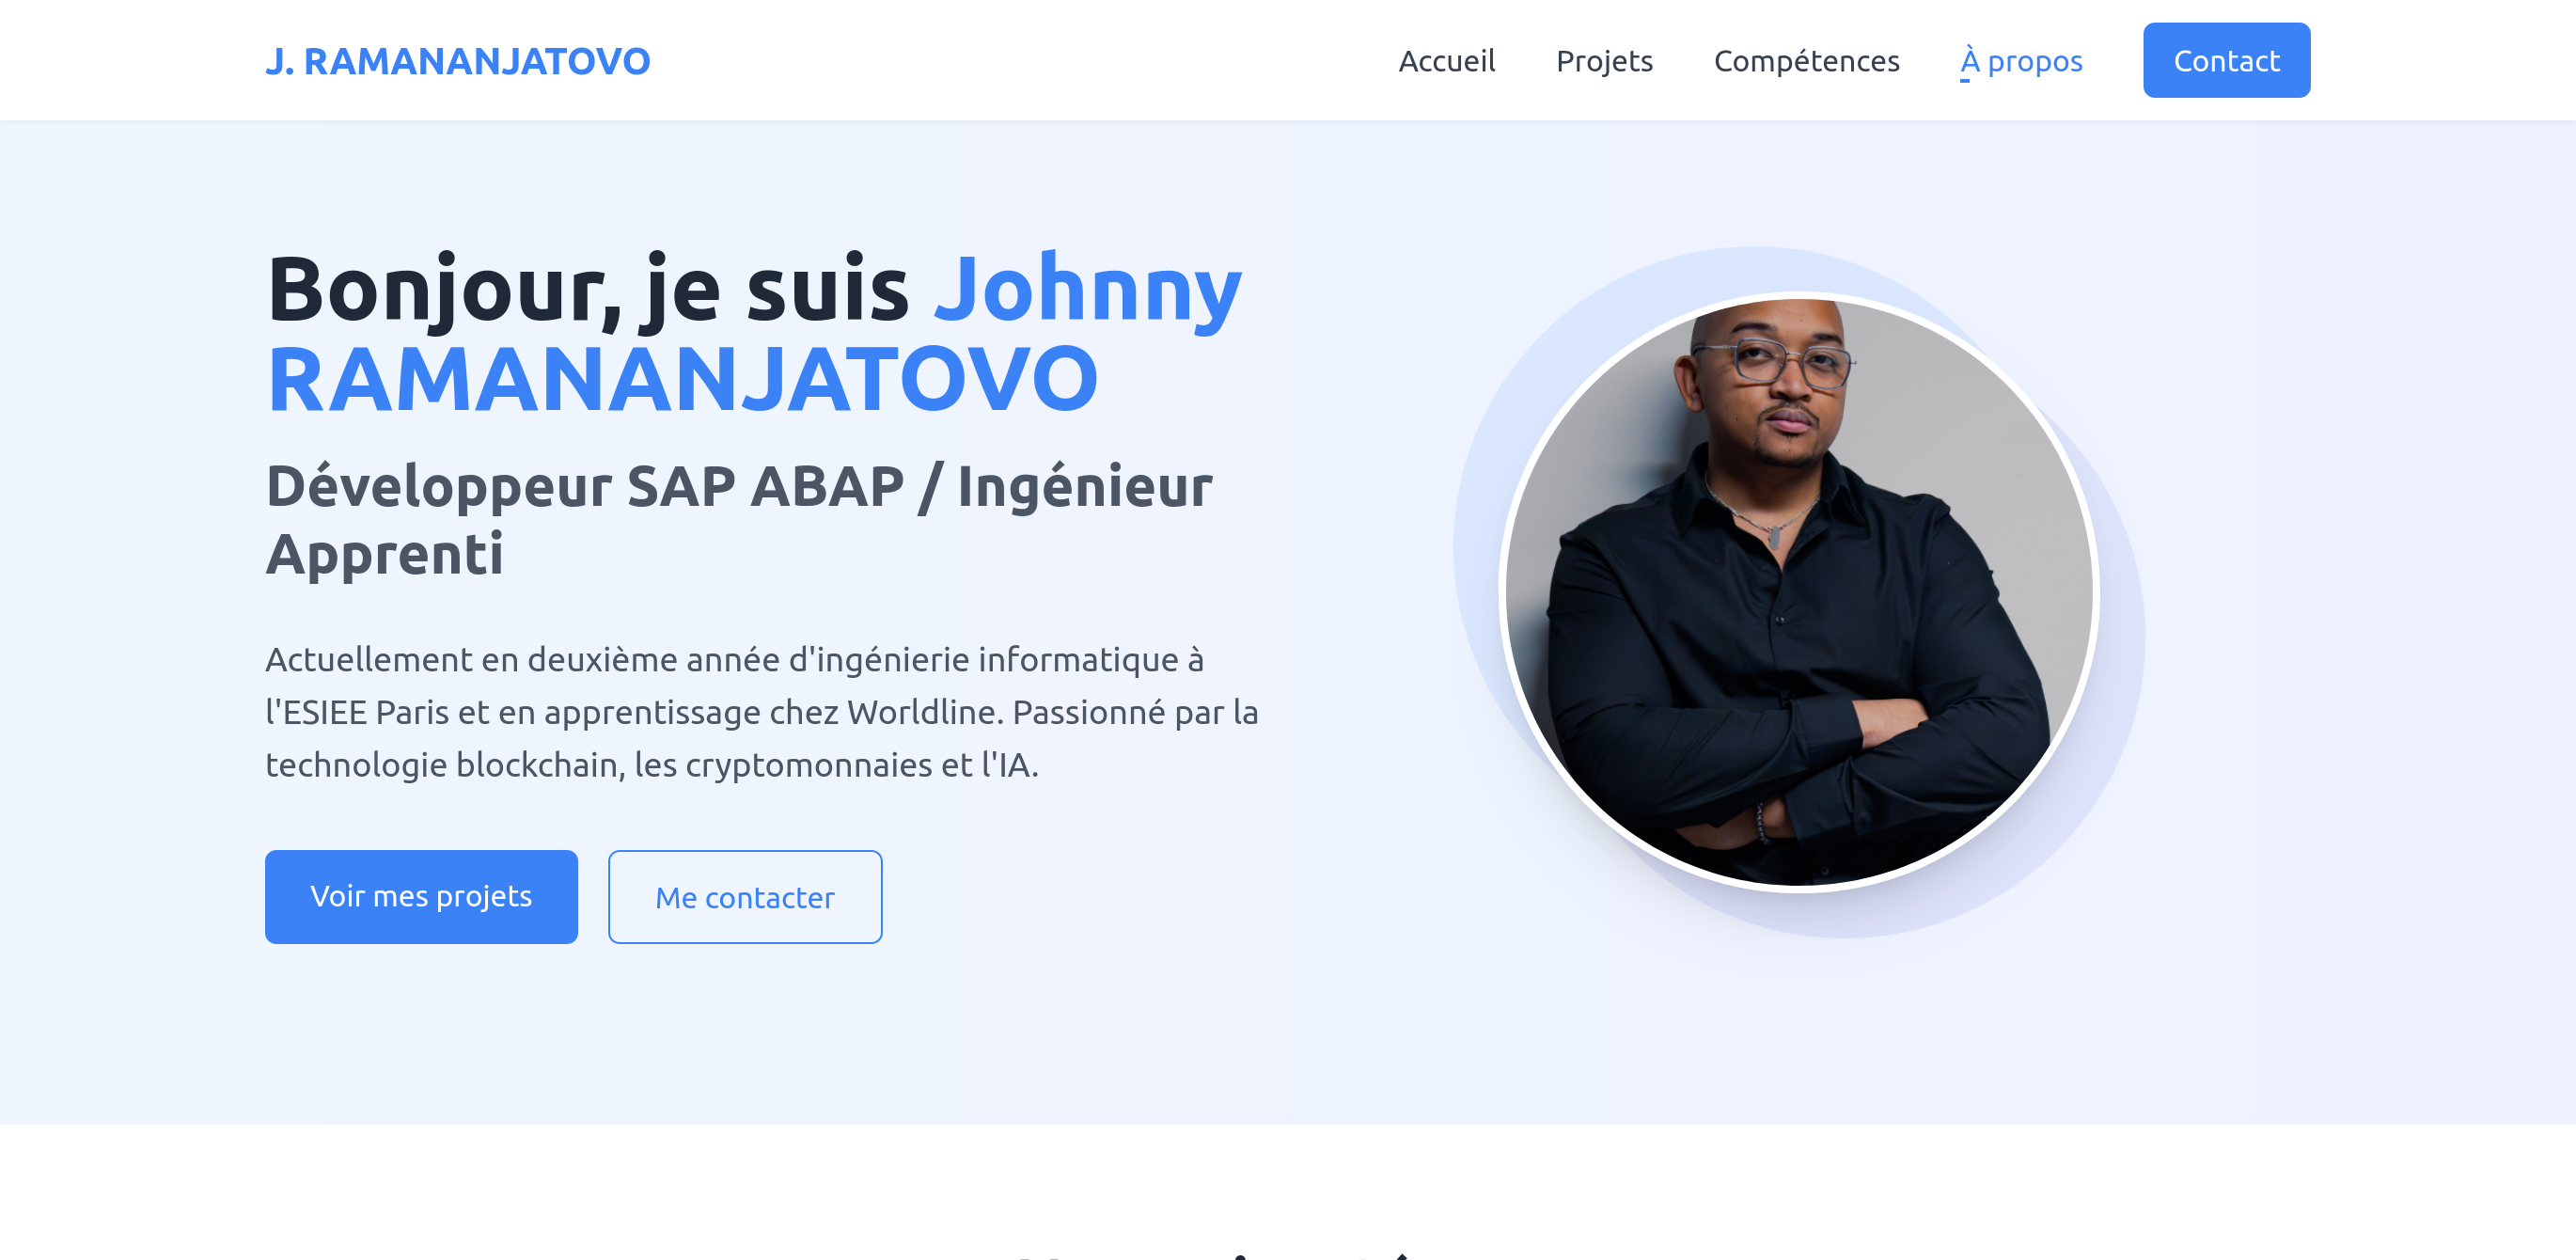 J. RAMANANJATOVO
Accueil
Projets
Compétences
À propos
Contact
Bonjour, je suis Johnny
RAMANANJATOVO
Développeur SAP ABAP / Ingénieur
Apprenti
Actuellement en deuxième année d'ingénierie informatique à
l'ESIEE Paris et en apprentissage chez Worldline. Passionné par la
technologie blockchain, les cryptomonnaies et l'IA.
Voir mes projets
Me contacter